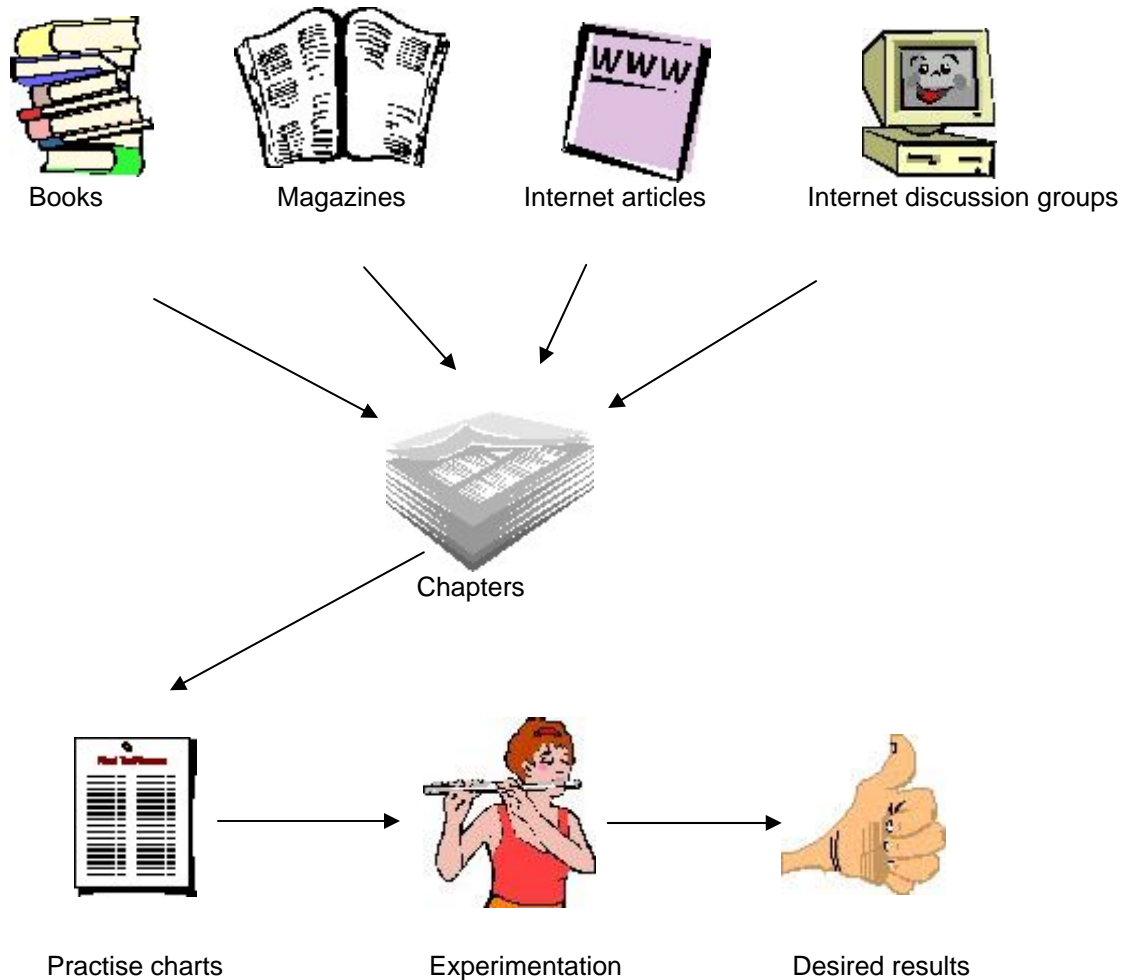 WWW
Books
Magazines
Internet articles
Internet discussion groups
Chapters
Practise charts
Experimentation
Desired results